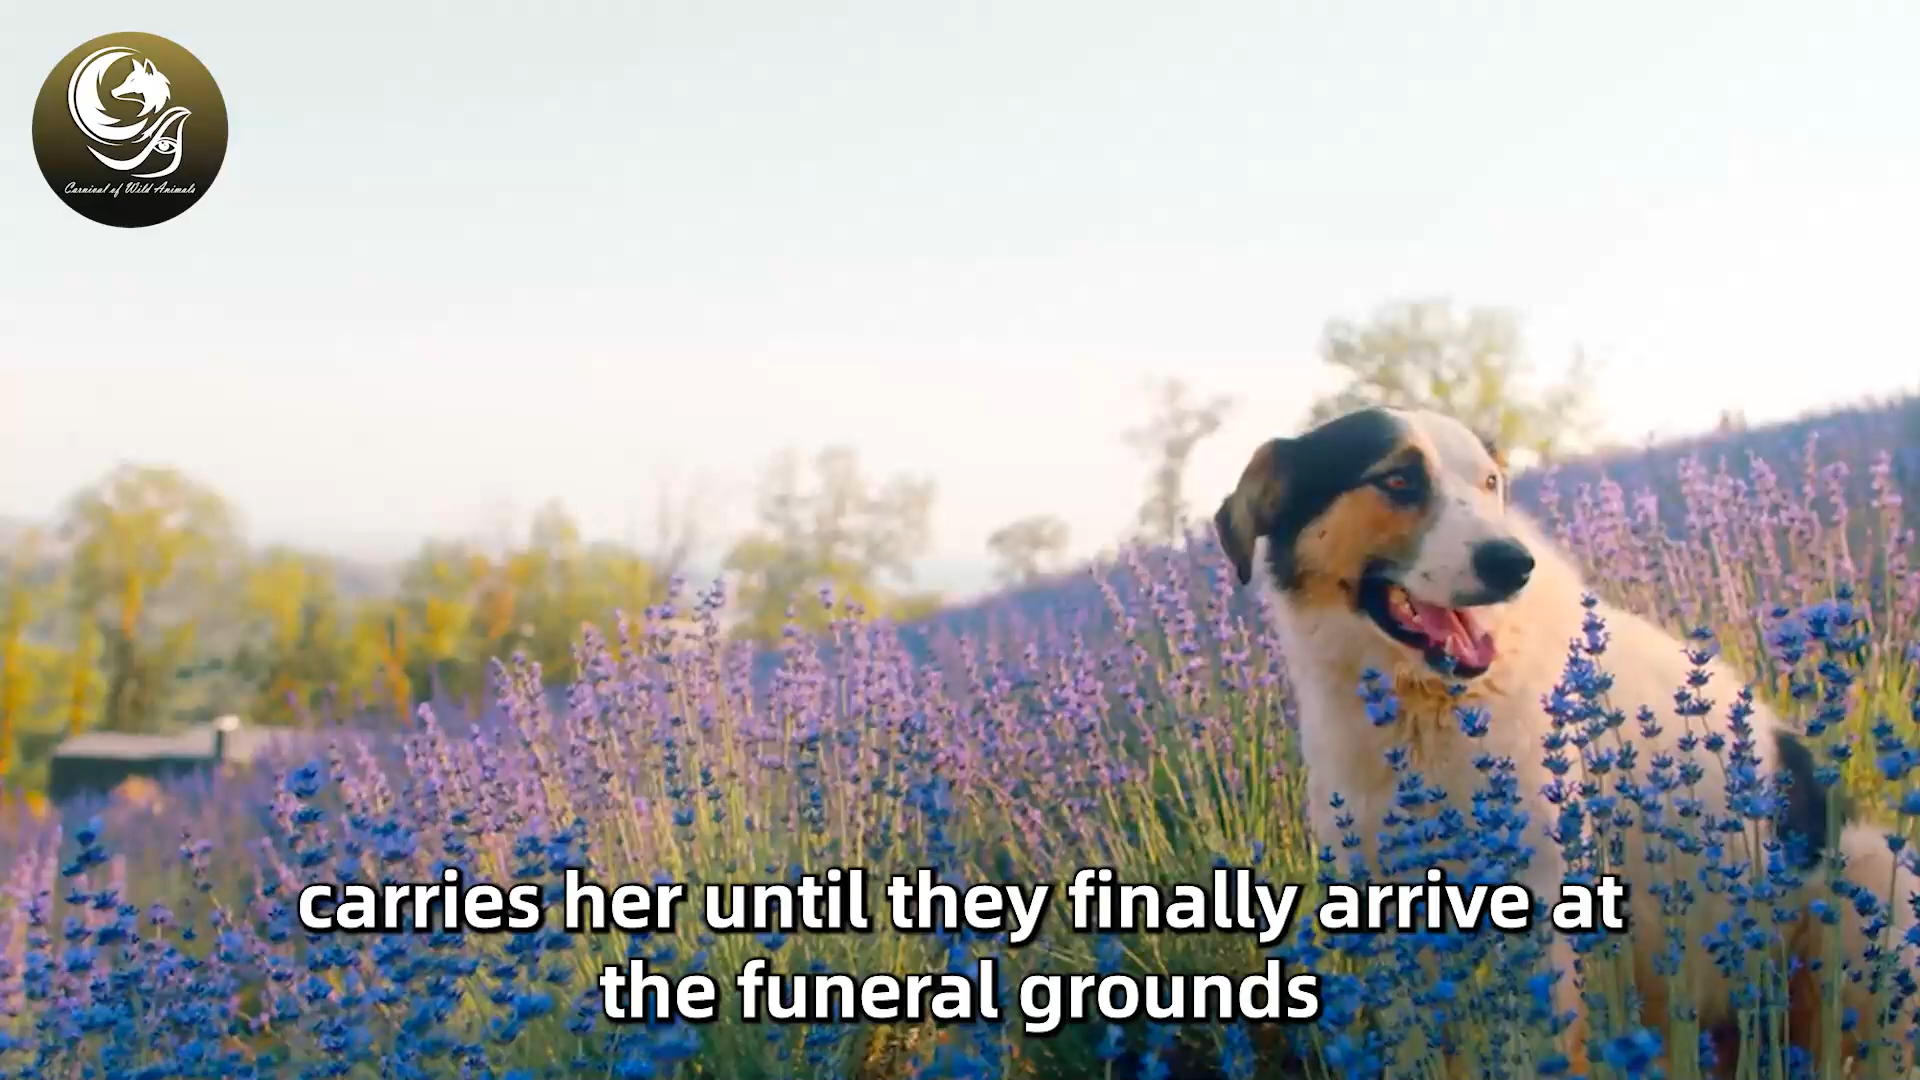 Carnival of Wild Animals
carries her until they finally arrive at
the funeral grounds